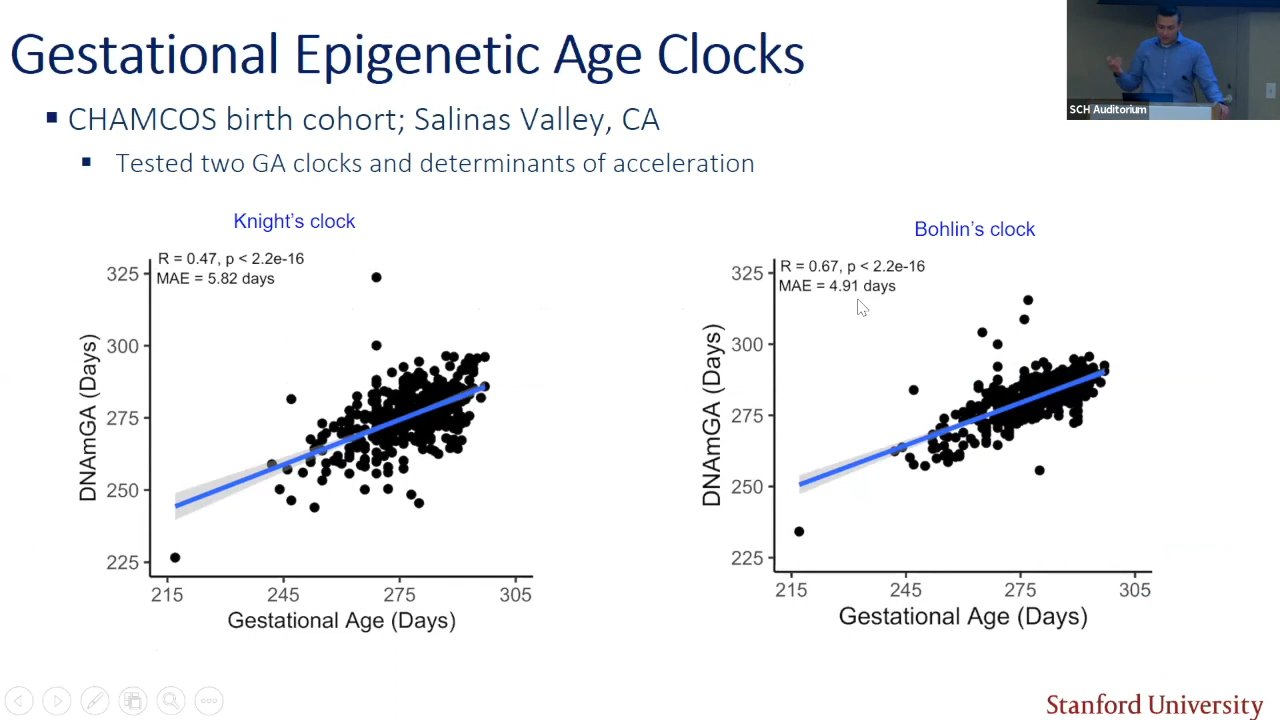 Gestational Epigenetic Age Clocks
SCH Auditorium
CHAMCOS birth cohort; Salinas Valley, CA
Tested two GA clocks and determinants of acceleration
Knight's clock
R = 0.47, p < 2.2e-16
MAE = 5.82 days
325
300
275
250
225
DNAmGA (Days)
215 245 275 305
Gestational Age (Days)
Bohlin's clock
R = 0.67, p < 2.2e-16
MAE = 4.91 days
325
300
275
250
225
DNAmGA (Days)
215 245 275 305
Gestational Age (Days)
Stanford University